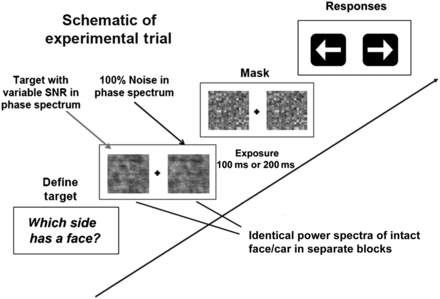 Responses
Schematic of
experimental trial
Mask
Target with
variable SNR in
phase spectrum
100% Noise in
phase spectrum
Exposure
100 ms or 200 ms
Define
target
Which side
has a face?
Identical power spectra of intact
face/car in separate blocks